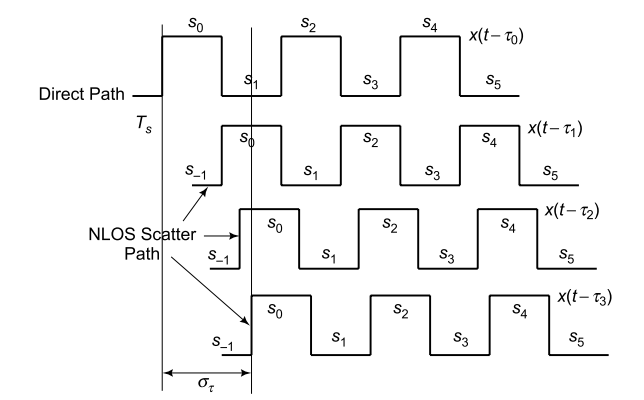 s₀ s₂ s₄ x(t– τ₀)
Direct Path s₁ s₃ s₅
Tₛ s₀ s₂ s₄ x(t– τ₁)
s₋₁ s₁ s₃ s₅
s₀ s₂ s₄ x(t– τ₂)
NLOS Scatter
Path
s₋₁ s₁ s₃ s₅
s₀ s₂ s₄ x(t– τ₃)
s₋₁ s₁ s₃ s₅
σ_τ